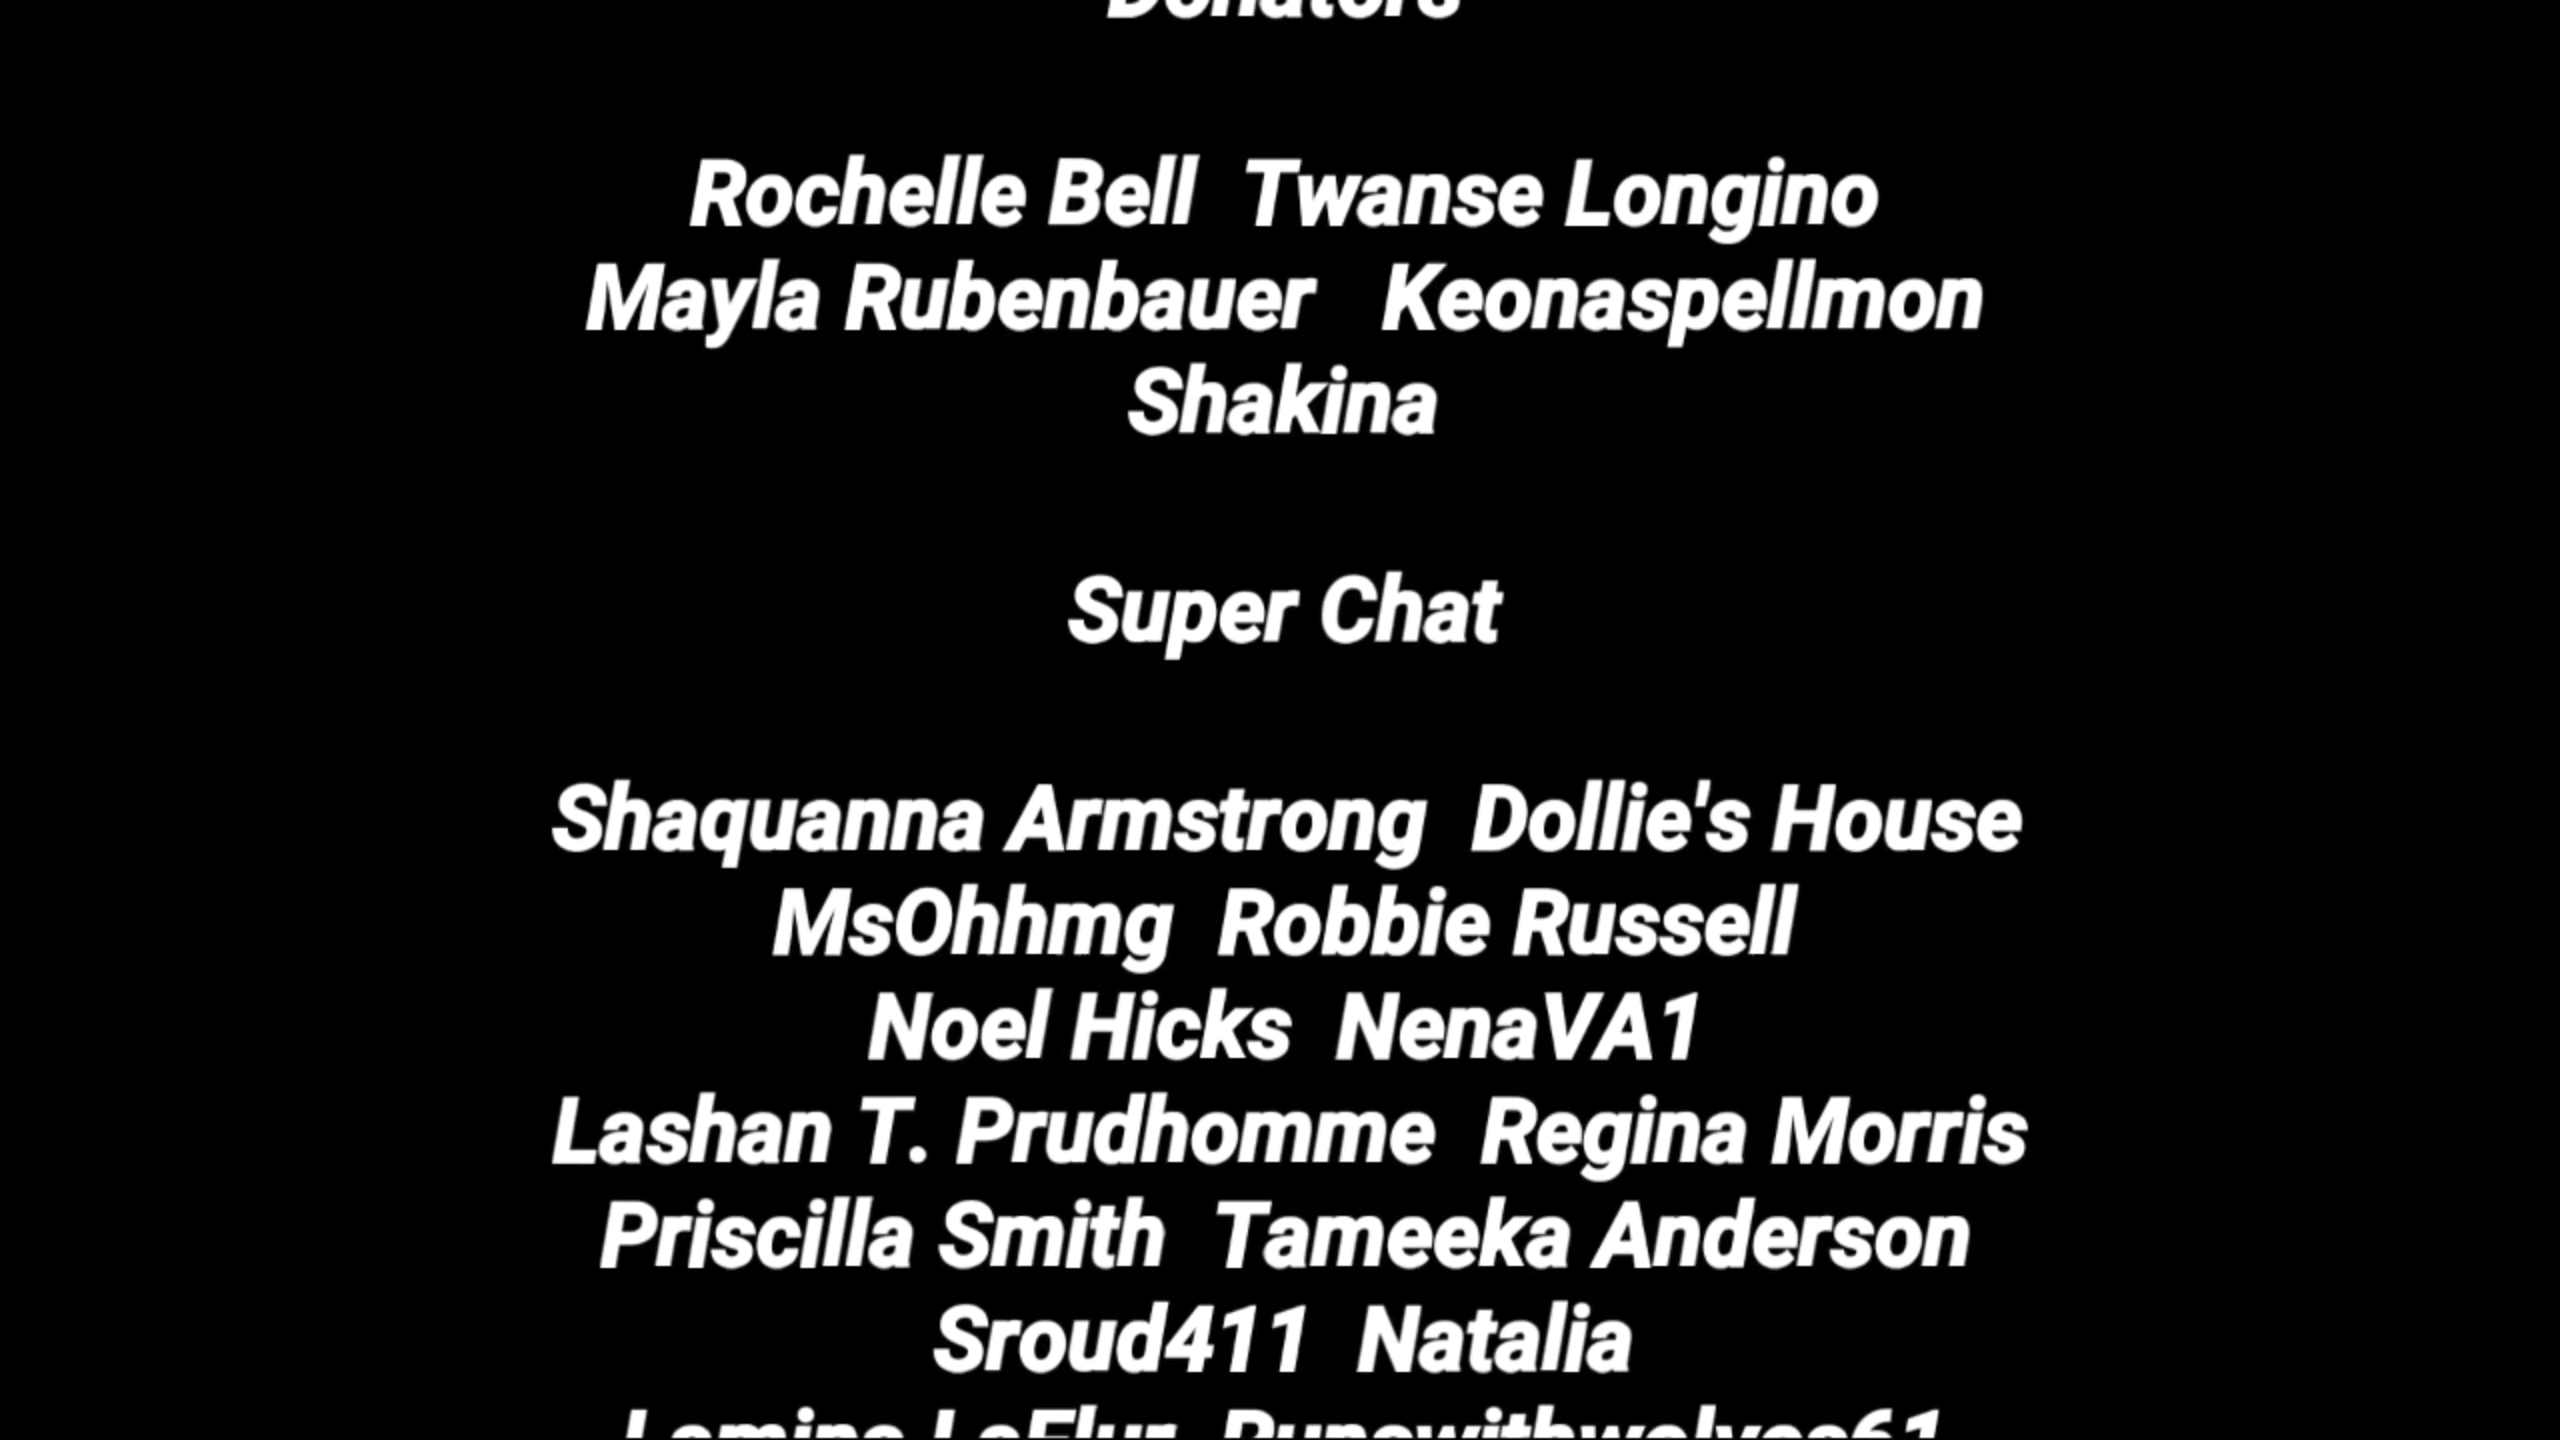 Donators
Rochelle Bell  Twanse Longino
Mayla Rubenbauer   Keonaspellmon
Shakina
Super Chat
Shaquanna Armstrong  Dollie's House
MsOhhmg  Robbie Russell
Noel Hicks  NenaVA1
Lashan T. Prudhomme  Regina Morris
Priscilla Smith  Tameeka Anderson
Sroud411  Natalia